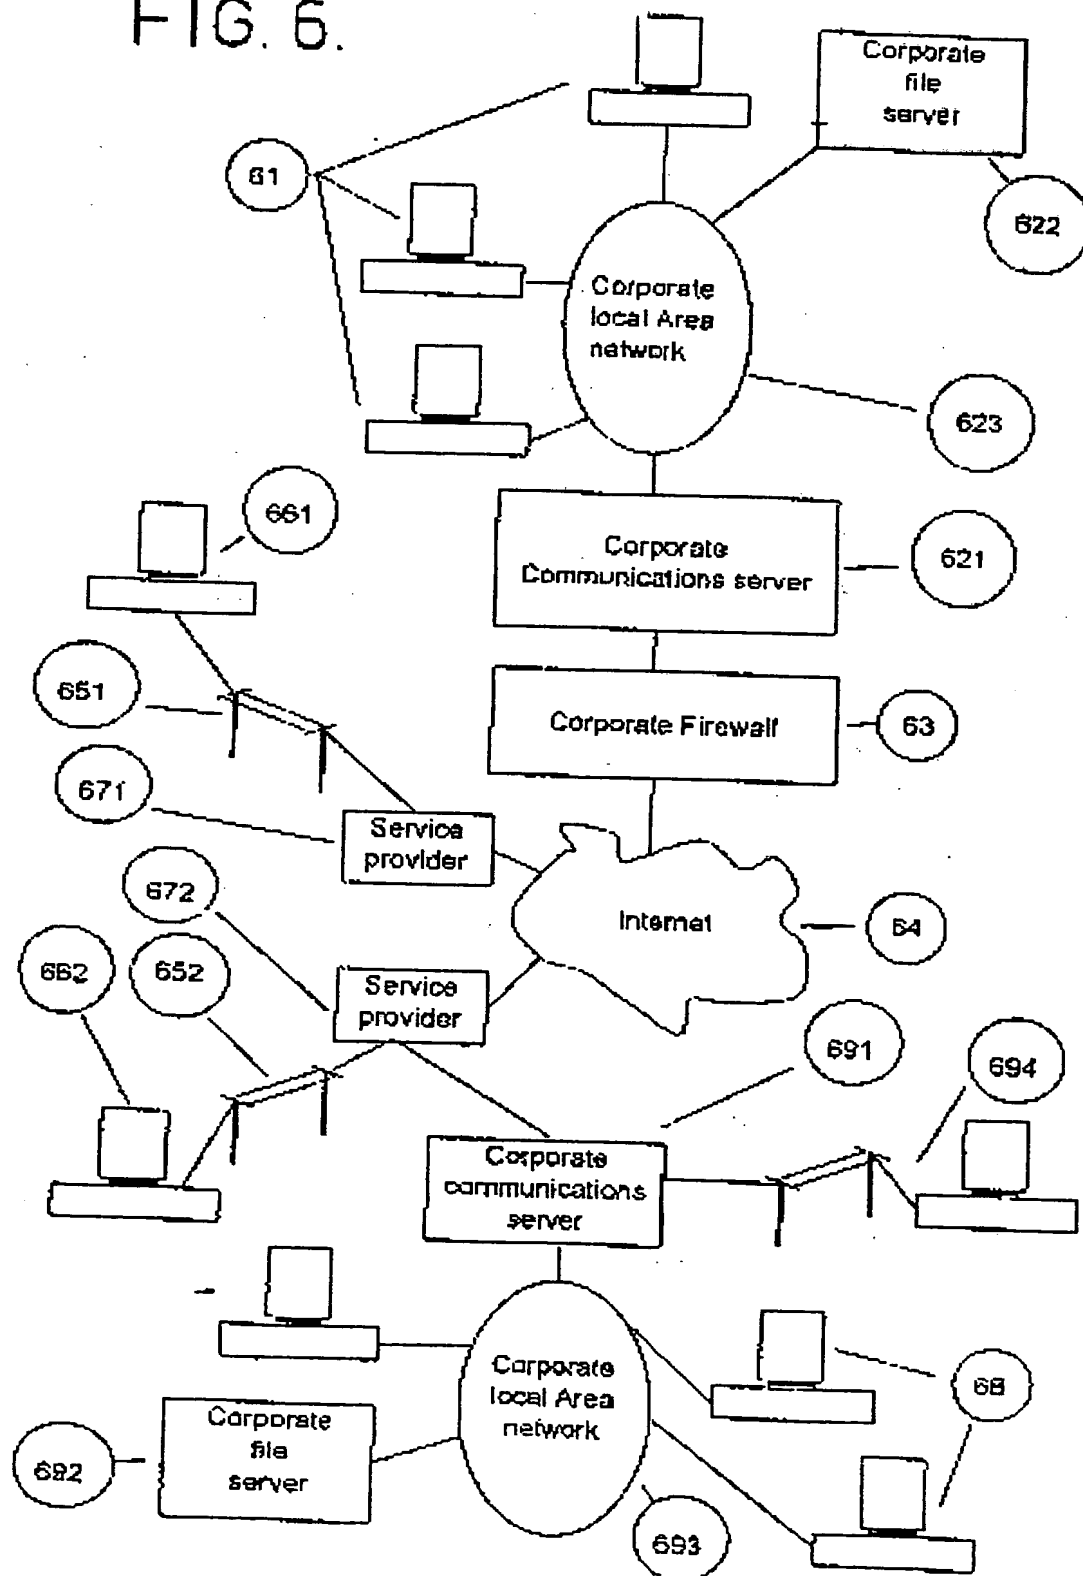 FIG. 6.
Corporate
file
server
61
622
Corporate
local Area
network
623
661
Corporate
Communications server
621
651
Corporate Firewall
63
671
Service
provider
672
Internet
64
662
652
Service
provider
691
694
Corporate
communications
server
Corporate
local Area
network
68
Corporate
file
server
692
693